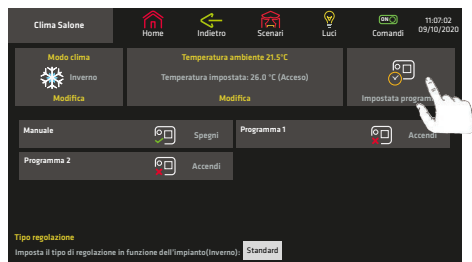 Clima Salone
Home
Indietro
Scenari
Luci
ON
Comandi
11:07:02
09/10/2020
Modo clima
Inverno
Modifica
Temperatura ambiente 21.5°C
Temperatura impostata: 26.0 °C (Acceso)
Modifica
Impostata
Manuale
Spegni
Programma 1
Accendi
Programma 2
Accendi
Tipo regolazione
Imposta il tipo di regolazione in funzione dell'impianto(Inverno):
Standard